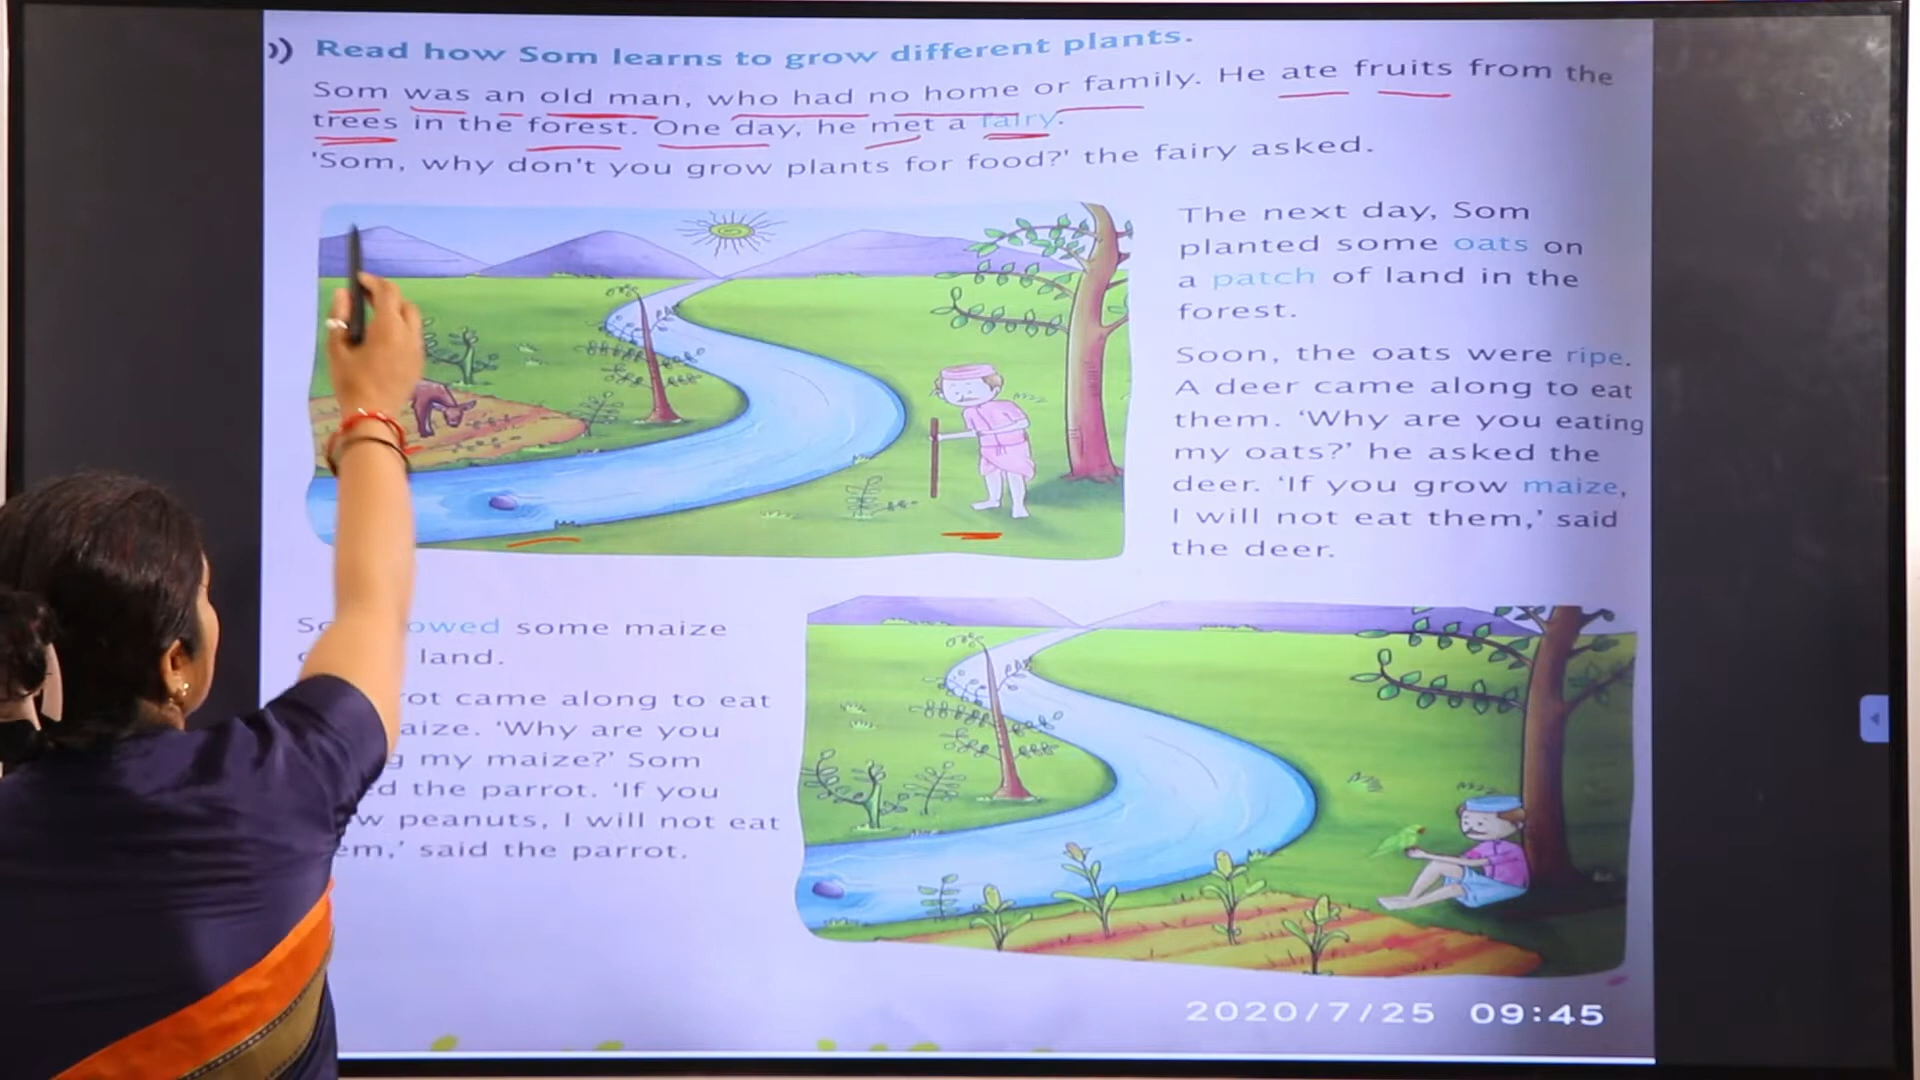 Read how Som learns to grow different plants.
Som was an old man, who had no home or family. He ate fruits from the
trees in the forest. One day, he met a fairy.
'Som, why don't you grow plants for food?' the fairy asked.
The next day, Som
planted some oats on
a patch of land in the
forest.
Soon, the oats were ripe.
A deer came along to eat
them. 'Why are you eating
my oats?' he asked the
deer. 'If you grow maize,
I will not eat them,' said
the deer.
some maize
land.
came along to eat
'Why are you
my maize?' Som
the parrot. 'If you
peanuts, I will not eat
said the parrot.
2020/7/25 09:45